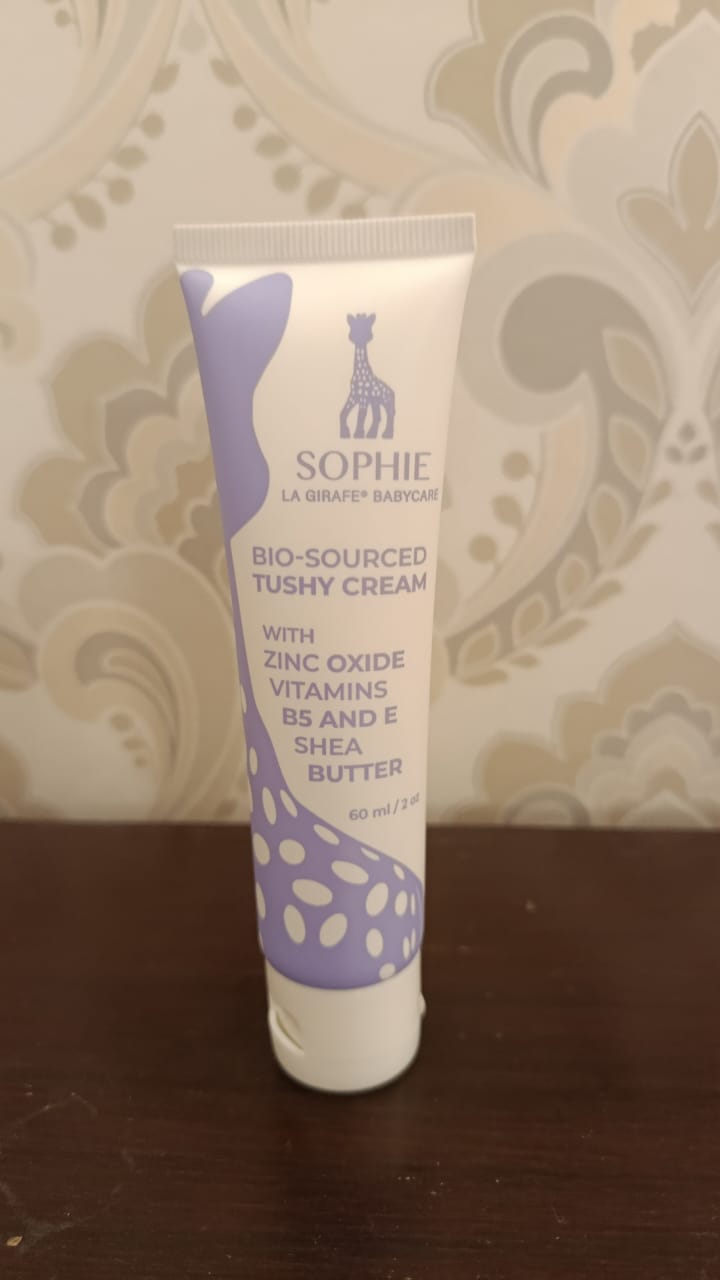 SOPHIE
LA GIRAFE® BABYCARE
BIO-SOURCED
TUSHY CREAM
WITH
ZINC OXIDE
VITAMINS
B5 AND E
SHEA
BUTTER
60 ml / 2 oz